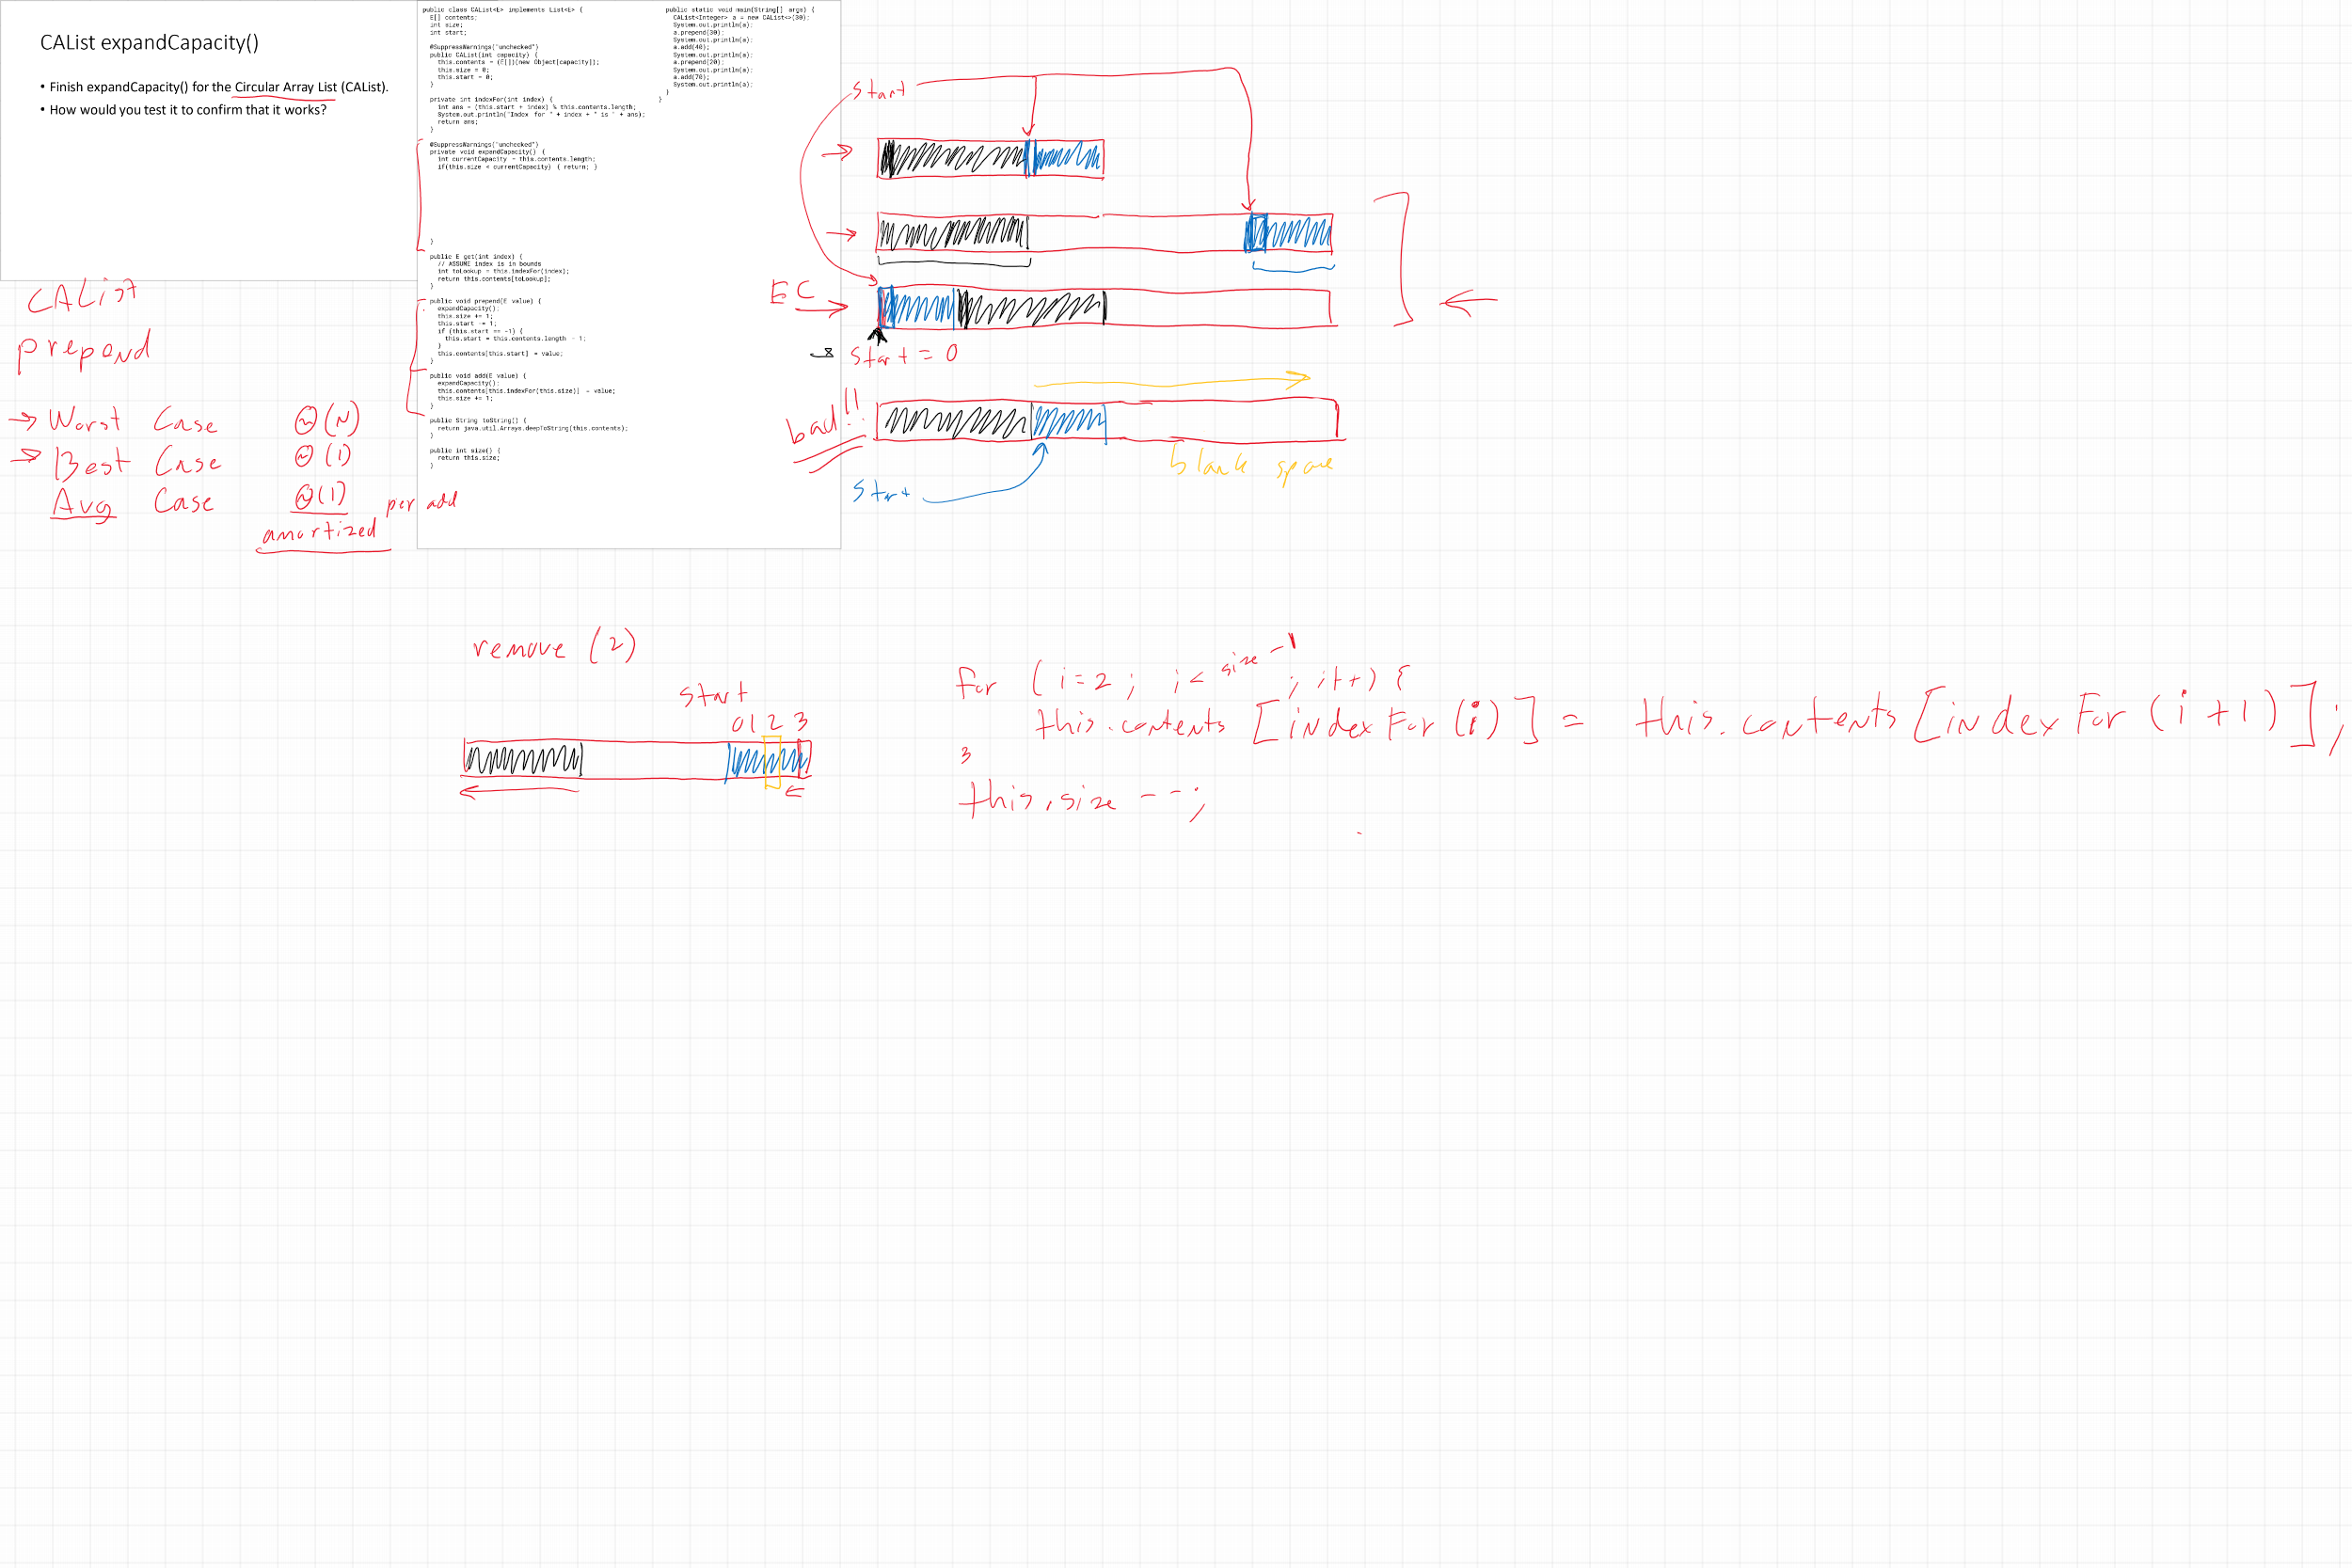 CAList expandCapacity()
• Finish expandCapacity() for the Circular Array List (CAList).
• How would you test it to confirm that it works?
public class CAList<E> implements List<E> {
E[] contents;
int size;
int start;
@SuppressWarnings("unchecked")
public CAList(int capacity) {
this.contents = (E[])(new Object[capacity]);
this.size = 0;
this.start = 0;
}
private int indexFor(int index) {
int ans = (this.start + index) % this.contents.length;
System.out.println("Index for " + index + " is " + ans);
return ans;
}
@SuppressWarnings("unchecked")
private void expandCapacity() {
int currentCapacity = this.contents.length;
if(this.size < currentCapacity) { return; }
}
public E get(int index) {
// ASSUME index is in bounds
int toLookup = this.indexFor(index);
return this.contents[toLookup];
}
public void prepend(E value) {
expandCapacity();
this.size += 1;
this.start -= 1;
if (this.start == -1) {
this.start = this.contents.length - 1;
}
this.contents[this.start] = value;
}
public void add(E value) {
expandCapacity();
this.contents[this.indexFor(this.size)] = value;
this.size += 1;
}
public String toString() {
return java.util.Arrays.deepToString(this.contents);
}
public int size() {
return this.size;
}
public static void main(String[] args) {
CAList<Integer> a = new CAList<>(30);
System.out.println(a);
a.prepend(30);
System.out.println(a);
a.add(40);
System.out.println(a);
a.prepend(20);
System.out.println(a);
a.add(70);
System.out.println(a);
}
}
start
EC
start = 0
bad!!
blank space
start
CAList
prepend
→ Worst Case Θ(N)
→ Best Case Θ(1)
Avg Case Θ(1) per add
amortized
remove (2)
start
0 1 2 3
for (i=2; i< size -1; i++) {
this.contents [indexFor(i)] = this.contents [indexFor(i+1)];
}
this.size --;